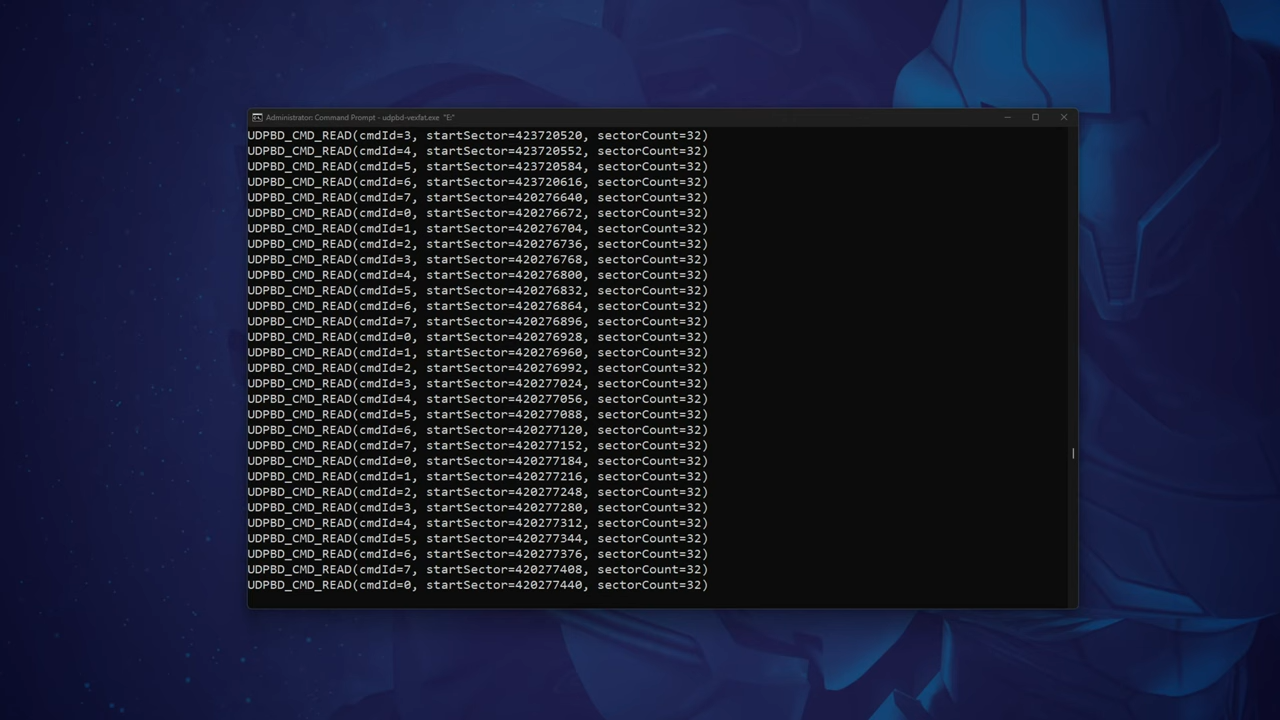 Administrator: Command Prompt - udpbd-vexfat.exe "E:"
UDPBD_CMD_READ(cmdId=3, startSector=423720520, sectorCount=32)
UDPBD_CMD_READ(cmdId=4, startSector=423720552, sectorCount=32)
UDPBD_CMD_READ(cmdId=5, startSector=423720584, sectorCount=32)
UDPBD_CMD_READ(cmdId=6, startSector=423720616, sectorCount=32)
UDPBD_CMD_READ(cmdId=7, startSector=420276640, sectorCount=32)
UDPBD_CMD_READ(cmdId=0, startSector=420276672, sectorCount=32)
UDPBD_CMD_READ(cmdId=1, startSector=420276704, sectorCount=32)
UDPBD_CMD_READ(cmdId=2, startSector=420276736, sectorCount=32)
UDPBD_CMD_READ(cmdId=3, startSector=420276768, sectorCount=32)
UDPBD_CMD_READ(cmdId=4, startSector=420276800, sectorCount=32)
UDPBD_CMD_READ(cmdId=5, startSector=420276832, sectorCount=32)
UDPBD_CMD_READ(cmdId=6, startSector=420276864, sectorCount=32)
UDPBD_CMD_READ(cmdId=7, startSector=420276896, sectorCount=32)
UDPBD_CMD_READ(cmdId=0, startSector=420276928, sectorCount=32)
UDPBD_CMD_READ(cmdId=1, startSector=420276960, sectorCount=32)
UDPBD_CMD_READ(cmdId=2, startSector=420276992, sectorCount=32)
UDPBD_CMD_READ(cmdId=3, startSector=420277024, sectorCount=32)
UDPBD_CMD_READ(cmdId=4, startSector=420277056, sectorCount=32)
UDPBD_CMD_READ(cmdId=5, startSector=420277088, sectorCount=32)
UDPBD_CMD_READ(cmdId=6, startSector=420277120, sectorCount=32)
UDPBD_CMD_READ(cmdId=7, startSector=420277152, sectorCount=32)
UDPBD_CMD_READ(cmdId=0, startSector=420277184, sectorCount=32)
UDPBD_CMD_READ(cmdId=1, startSector=420277216, sectorCount=32)
UDPBD_CMD_READ(cmdId=2, startSector=420277248, sectorCount=32)
UDPBD_CMD_READ(cmdId=3, startSector=420277280, sectorCount=32)
UDPBD_CMD_READ(cmdId=4, startSector=420277312, sectorCount=32)
UDPBD_CMD_READ(cmdId=5, startSector=420277344, sectorCount=32)
UDPBD_CMD_READ(cmdId=6, startSector=420277376, sectorCount=32)
UDPBD_CMD_READ(cmdId=7, startSector=420277408, sectorCount=32)
UDPBD_CMD_READ(cmdId=0, startSector=420277440, sectorCount=32)